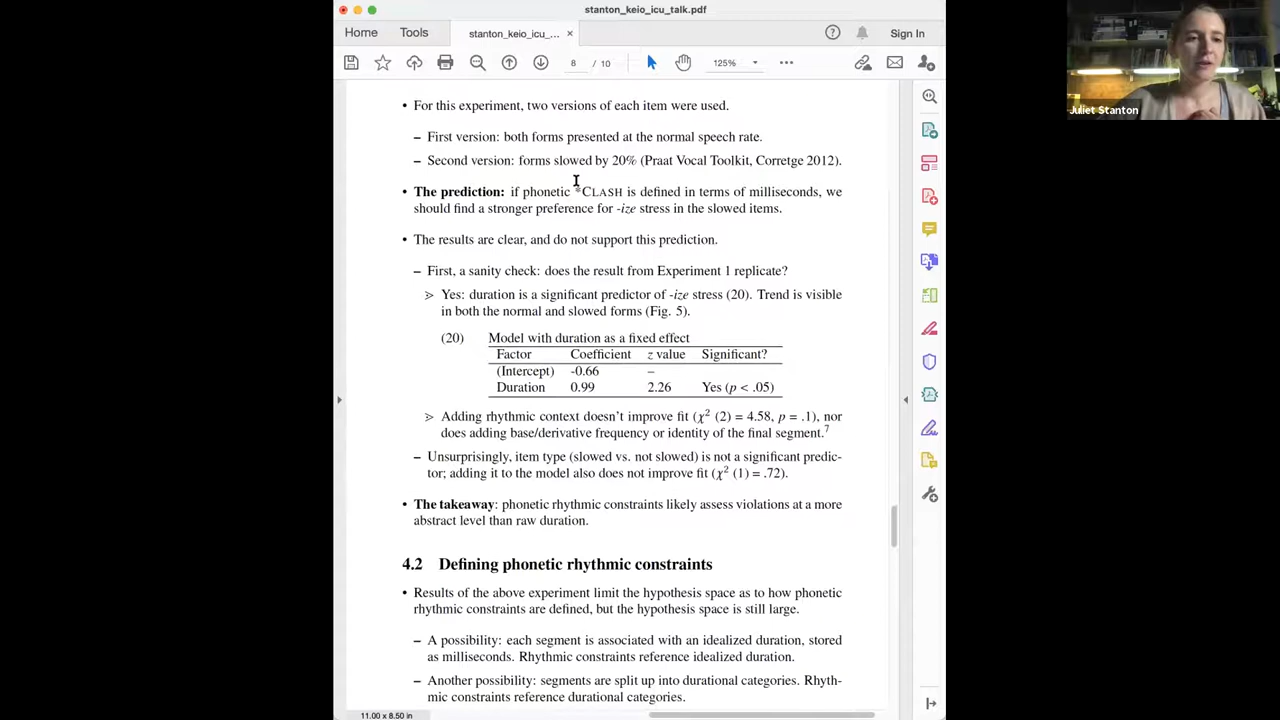 stanton_keio_icu_talk.pdf
Home Tools stanton_keio_icu_... × Sign In
8 / 10 125%
Juliet Stanton
• For this experiment, two versions of each item were used.
– First version: both forms presented at the normal speech rate.
– Second version: forms slowed by 20% (Praat Vocal Toolkit, Corretge 2012).
• The prediction: if phonetic *CLASH is defined in terms of milliseconds, we
should find a stronger preference for -ize stress in the slowed items.
• The results are clear, and do not support this prediction.
– First, a sanity check: does the result from Experiment 1 replicate?
➢ Yes: duration is a significant predictor of -ize stress (20). Trend is visible
in both the normal and slowed forms (Fig. 5).
(20) Model with duration as a fixed effect
Factor Coefficient z value Significant?
(Intercept) -0.66 –
Duration 0.99 2.26 Yes (p < .05)
➢ Adding rhythmic context doesn't improve fit (χ² (2) = 4.58, p = .1), nor
does adding base/derivative frequency or identity of the final segment.⁷
– Unsurprisingly, item type (slowed vs. not slowed) is not a significant predic-
tor; adding it to the model also does not improve fit (χ² (1) = .72).
• The takeaway: phonetic rhythmic constraints likely assess violations at a more
abstract level than raw duration.
4.2 Defining phonetic rhythmic constraints
• Results of the above experiment limit the hypothesis space as to how phonetic
rhythmic constraints are defined, but the hypothesis space is still large.
– A possibility: each segment is associated with an idealized duration, stored
as milliseconds. Rhythmic constraints reference idealized duration.
– Another possibility: segments are split up into durational categories. Rhyth-
mic constraints reference durational categories.
11.00 x 8.50 in